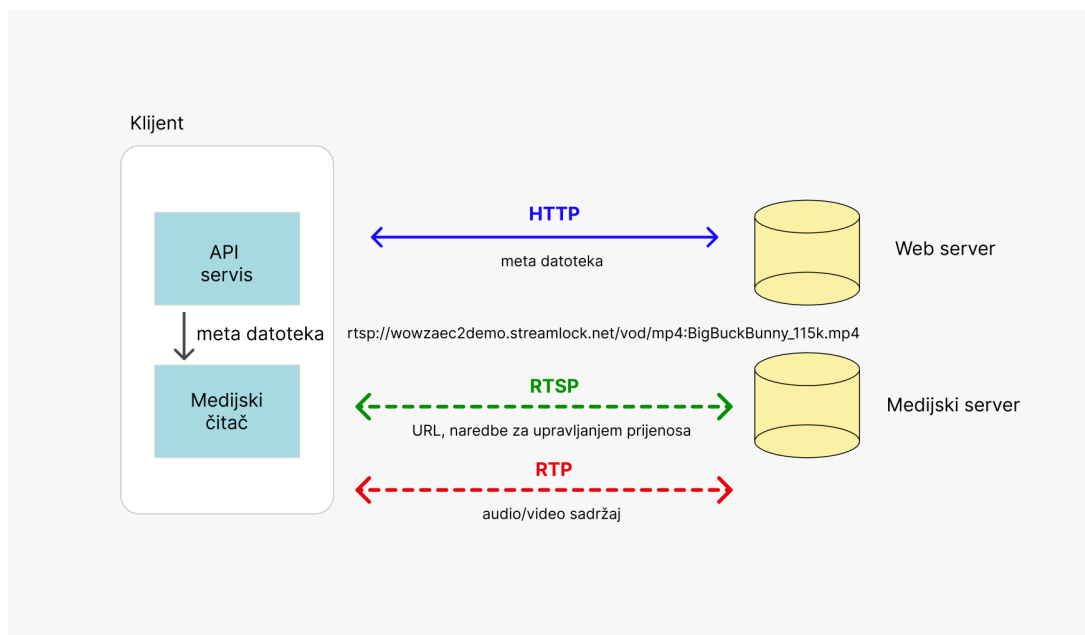 Klijent
API
servis
HTTP
meta datoteka
Web server
meta datoteka
rtsp://wowzaec2demo.streamlock.net/vod/mp4:BigBuckBunny_115k.mp4
Medijski
čitač
RTSP
URL, naredbe za upravljanjem prijenosa
Medijski server
RTP
audio/video sadržaj